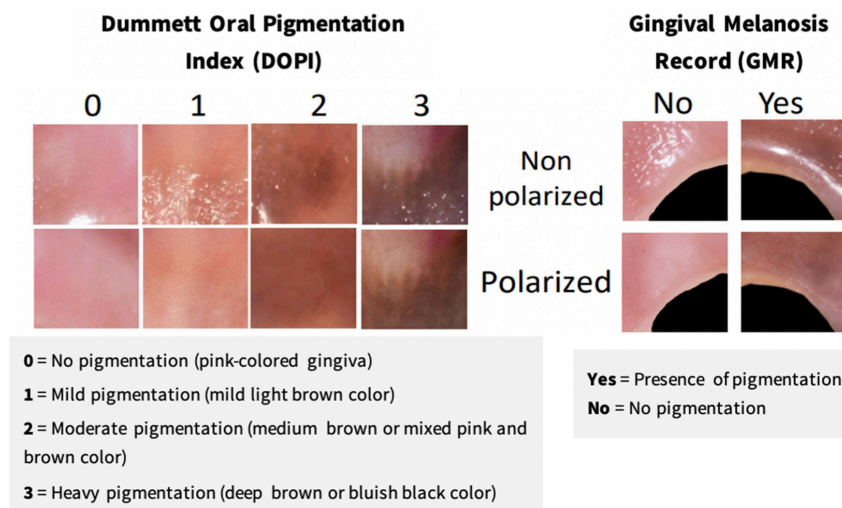 Dummett Oral Pigmentation
Index (DOPI)
0 1 2 3
Gingival Melanosis
Record (GMR)
No Yes
Non
polarized
Polarized
0 = No pigmentation (pink-colored gingiva)
1 = Mild pigmentation (mild light brown color)
2 = Moderate pigmentation (medium brown or mixed pink and
brown color)
3 = Heavy pigmentation (deep brown or bluish black color)
Yes = Presence of pigmentation
No = No pigmentation